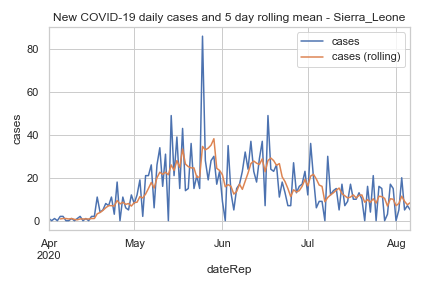 New COVID-19 daily cases and 5 day rolling mean - Sierra_Leone
cases
cases (rolling)
80
60
40
20
0
cases
Apr
2020
May
Jun
Jul
Aug
dateRep